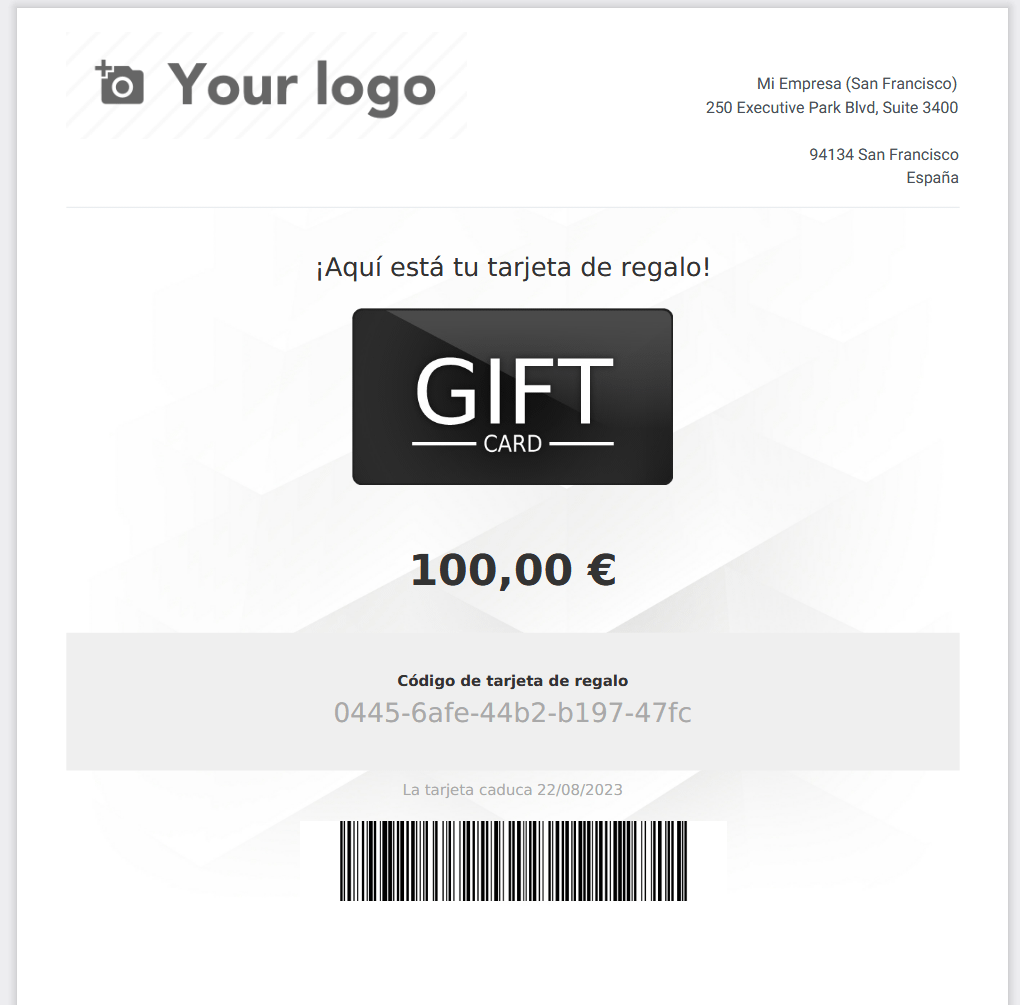 Your logo
Mi Empresa (San Francisco)
250 Executive Park Blvd, Suite 3400
94134 San Francisco
España
¡Aquí está tu tarjeta de regalo!
GIFT
CARD
100,00 €
Código de tarjeta de regalo
0445-6afe-44b2-b197-47fc
La tarjeta caduca 22/08/2023